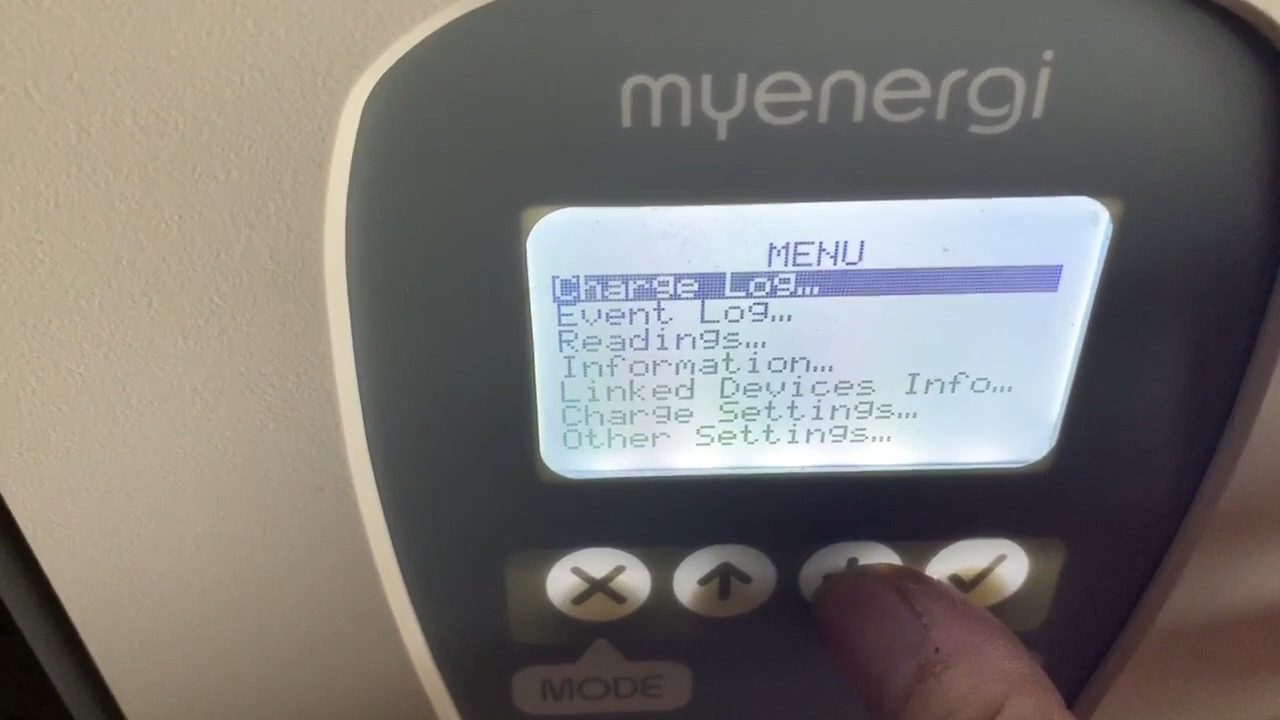 myenergi
MENU
Charge Log...
Event Log...
Readings...
Information...
Linked Devices Info...
Charge Settings...
Other Settings...
MODE